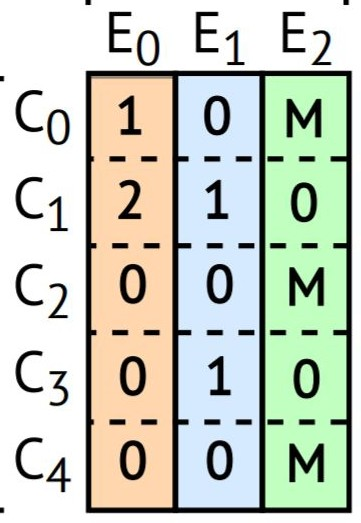 E₀ E₁ E₂
C₀ 1 0 M
C₁ 2 1 0
C₂ 0 0 M
C₃ 0 1 0
C₄ 0 0 M